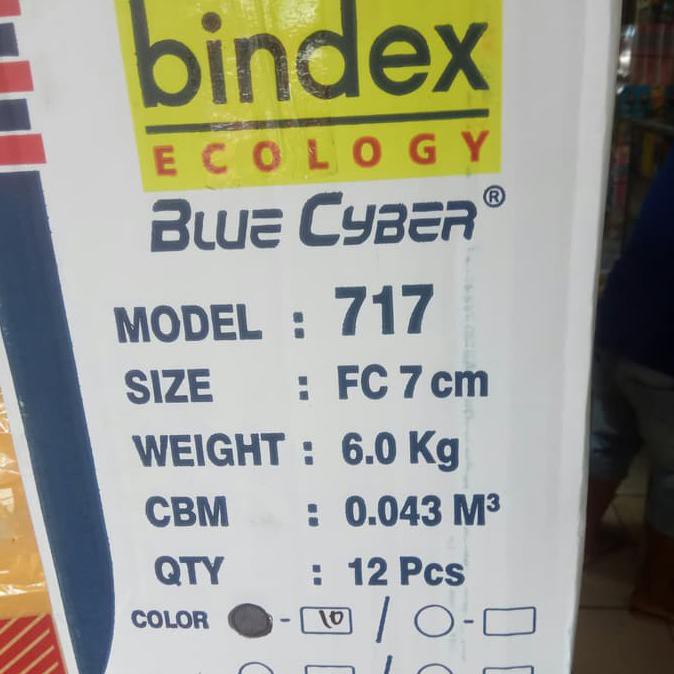 bindex
ECOLOGY
BLUE CYBER®
MODEL : 717
SIZE : FC 7 cm
WEIGHT : 6.0 Kg
CBM : 0.043 M³
QTY : 12 Pcs
COLOR - 10 / -